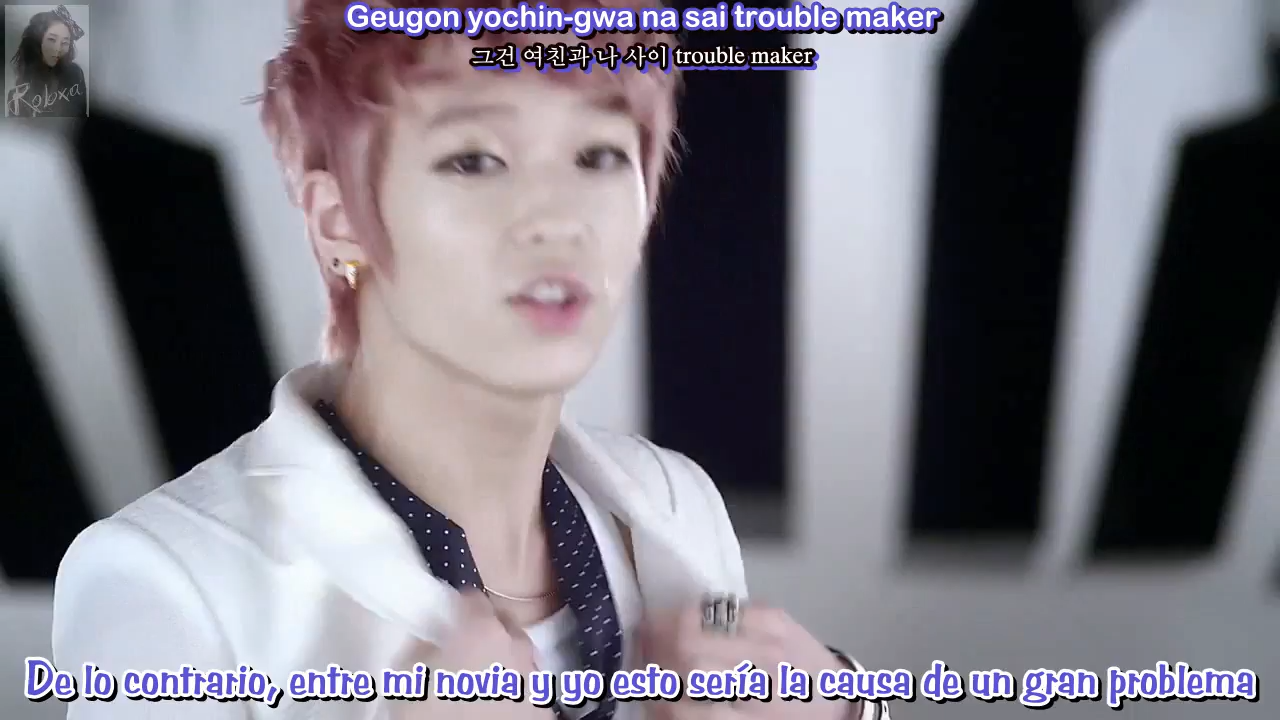 Geugon yochin-gwa na sai trouble maker
그건 여친과 나 사이 trouble maker
Robxa
De lo contrario, entre mi novia y yo esto sería la causa de un gran problema